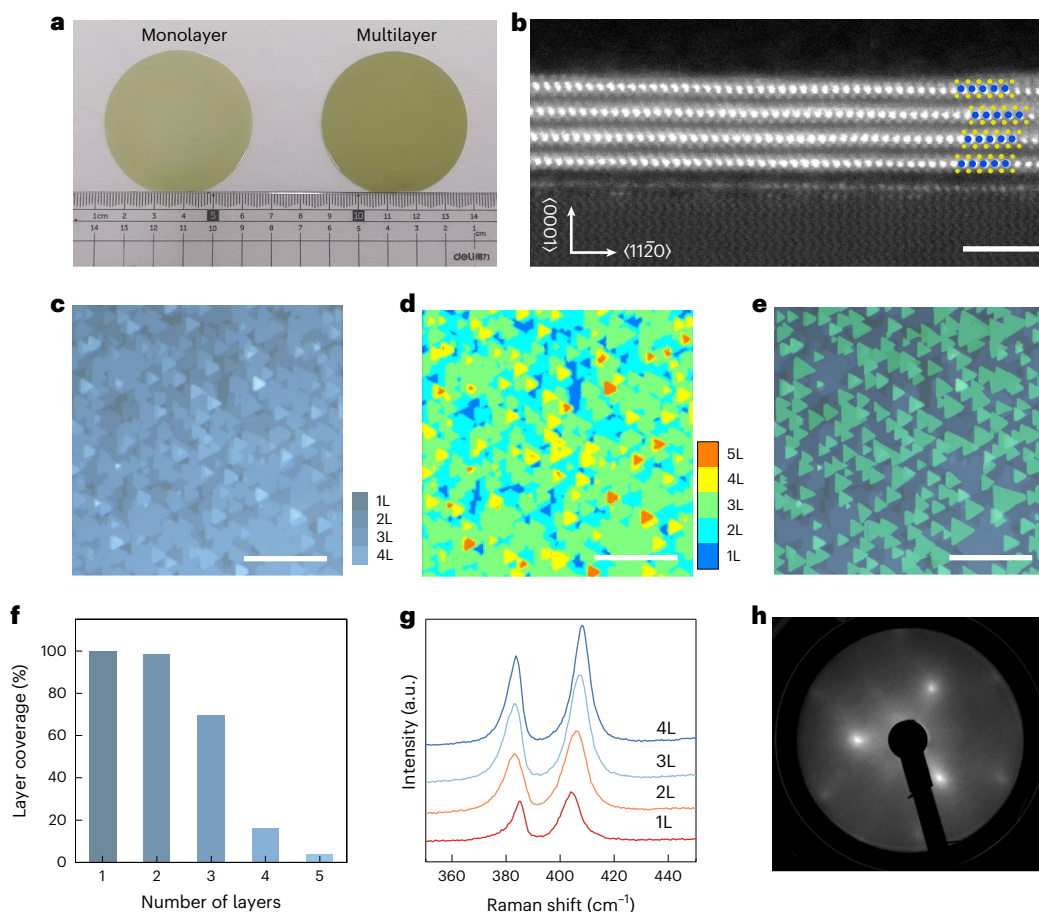 a
Monolayer
Multilayer
1cm 2 3 4 5 6 7 8 9 10 11 12 13 14
14 13 12 11 10 9 8 7 6 5 4 3 2 1cm
deli得力
b
⟨0001⟩
⟨112̄0⟩
c
1L
2L
3L
4L
d
5L
4L
3L
2L
1L
e
f
Layer coverage (%)
100
80
60
40
20
0
1 2 3 4 5
Number of layers
g
Intensity (a.u.)
4L
3L
2L
1L
360 380 400 420 440
Raman shift (cm⁻¹)
h